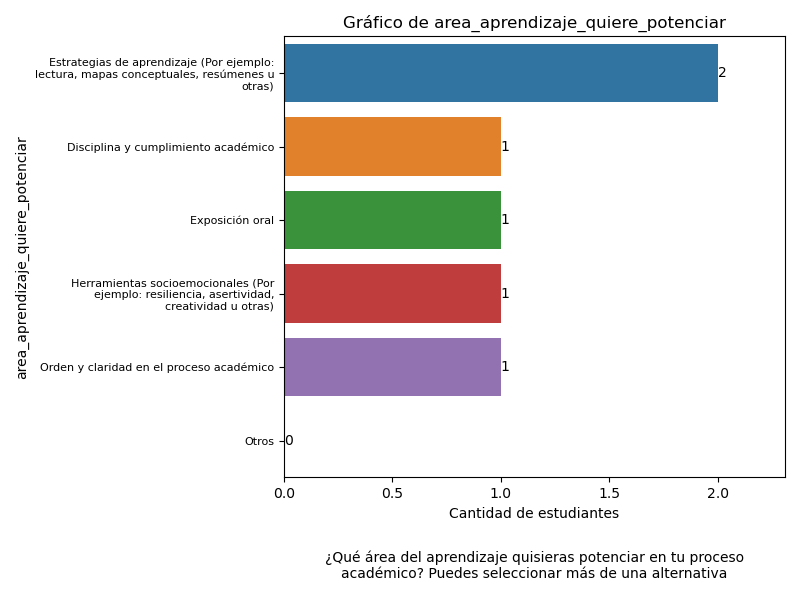 Gráfico de area_aprendizaje_quiere_potenciar
area_aprendizaje_quiere_potenciar
Estrategias de aprendizaje (Por ejemplo:
lectura, mapas conceptuales, resúmenes u
otras)
2
Disciplina y cumplimiento académico
1
Exposición oral
1
Herramientas socioemocionales (Por
ejemplo: resiliencia, asertividad,
creatividad u otras)
1
Orden y claridad en el proceso académico
1
Otros
0
0.0 0.5 1.0 1.5 2.0
Cantidad de estudiantes
¿Qué área del aprendizaje quisieras potenciar en tu proceso
académico? Puedes seleccionar más de una alternativa